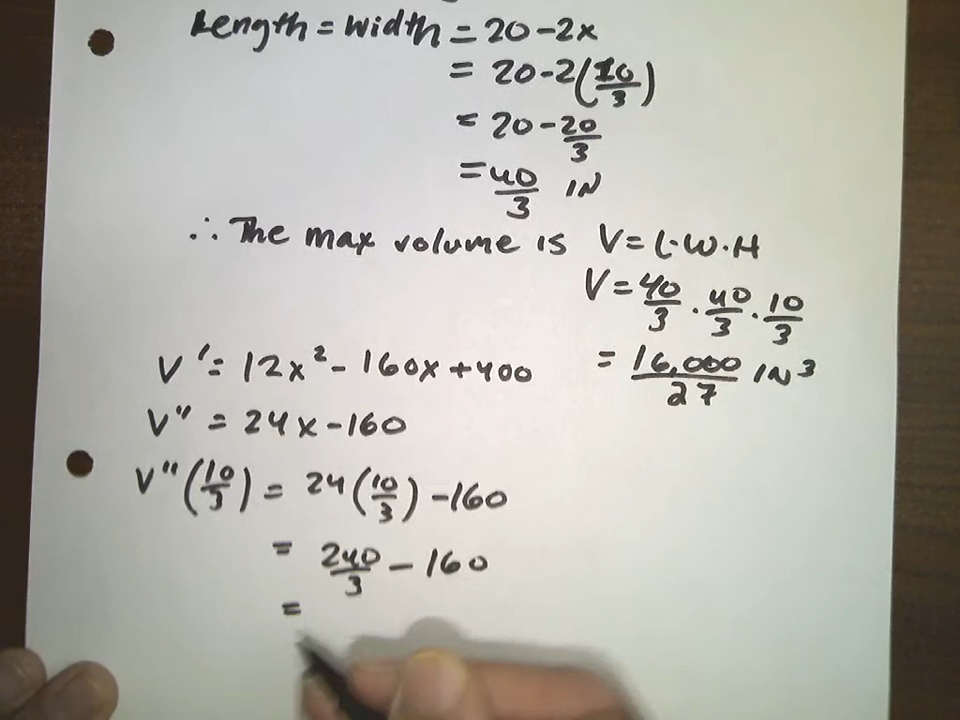 Length = width = 20-2x
= 20-2(10/3)
= 20-20/3
= 40/3 IN
∴ The max volume is V = L·W·H
V = 40/3 · 40/3 · 10/3
= 16,000/27 IN³
V' = 12x² - 160x + 400
V" = 24x - 160
V"(10/3) = 24(10/3) - 160
= 240/3 - 160
=